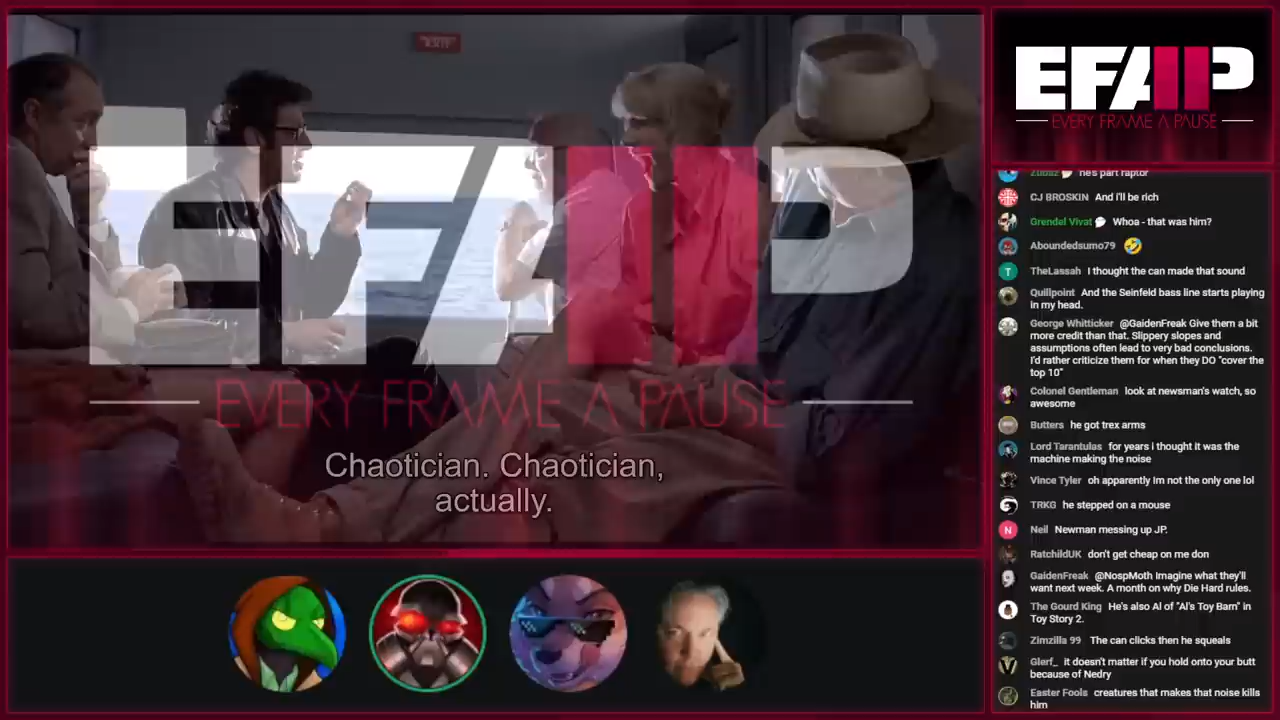 EXIT
EFAP
EVERY FRAME A PAUSE
Chaotician. Chaotician,
actually.
EFAP
EVERY FRAME A PAUSE
Zubaz he's part raptor
CJ BROSKIN And I'll be rich
Grendel Vivat Whoa - that was him?
Aboundedsumo79
T
TheLassah I thought the can made that sound
Quillpoint And the Seinfeld bass line starts playing
in my head.
George Whitticker @GaidenFreak Give them a bit
more credit than that. Slippery slopes and
assumptions often lead to very bad conclusions.
I'd rather criticize them for when they DO "cover the
top 10"
Colonel Gentleman look at newsman's watch, so
awesome
Butters he got trex arms
Lord Tarantulas for years i thought it was the
machine making the noise
Vince Tyler oh apparently Im not the only one lol
TRKG he stepped on a mouse
N
Neil Newman messing up JP.
RatchildUK don't get cheap on me don
GaidenFreak @NospMoth Imagine what they'll
want next week. A month on why Die Hard rules.
The Gourd King He's also Al of "Al's Toy Barn" in
Toy Story 2.
Zimzilla 99 The can clicks then he squeals
Glerf_ it doesn't matter if you hold onto your butt
because of Nedry
Easter Fools creatures that makes that noise kills
him